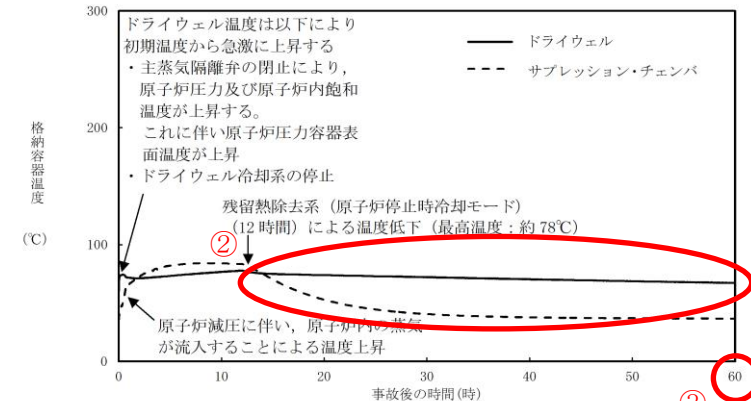 300
ドライウェル温度は以下により
初期温度から急激に上昇する
・主蒸気隔離弁の閉止により，
原子炉圧力及び原子炉内飽和
温度が上昇する。
これに伴い原子炉圧力容器表
面温度が上昇
・ドライウェル冷却系の停止
ドライウェル
サプレッション・チェンバ
200
格納容器温度
(℃)
残留熱除去系（原子炉停止時冷却モード）
（12 時間）による温度低下（最高温度：約 78℃）
②
100
原子炉減圧に伴い，原子炉内の蒸気
が流入することによる温度上昇
0
0
10
20
30
40
50
60
事故後の時間(時)